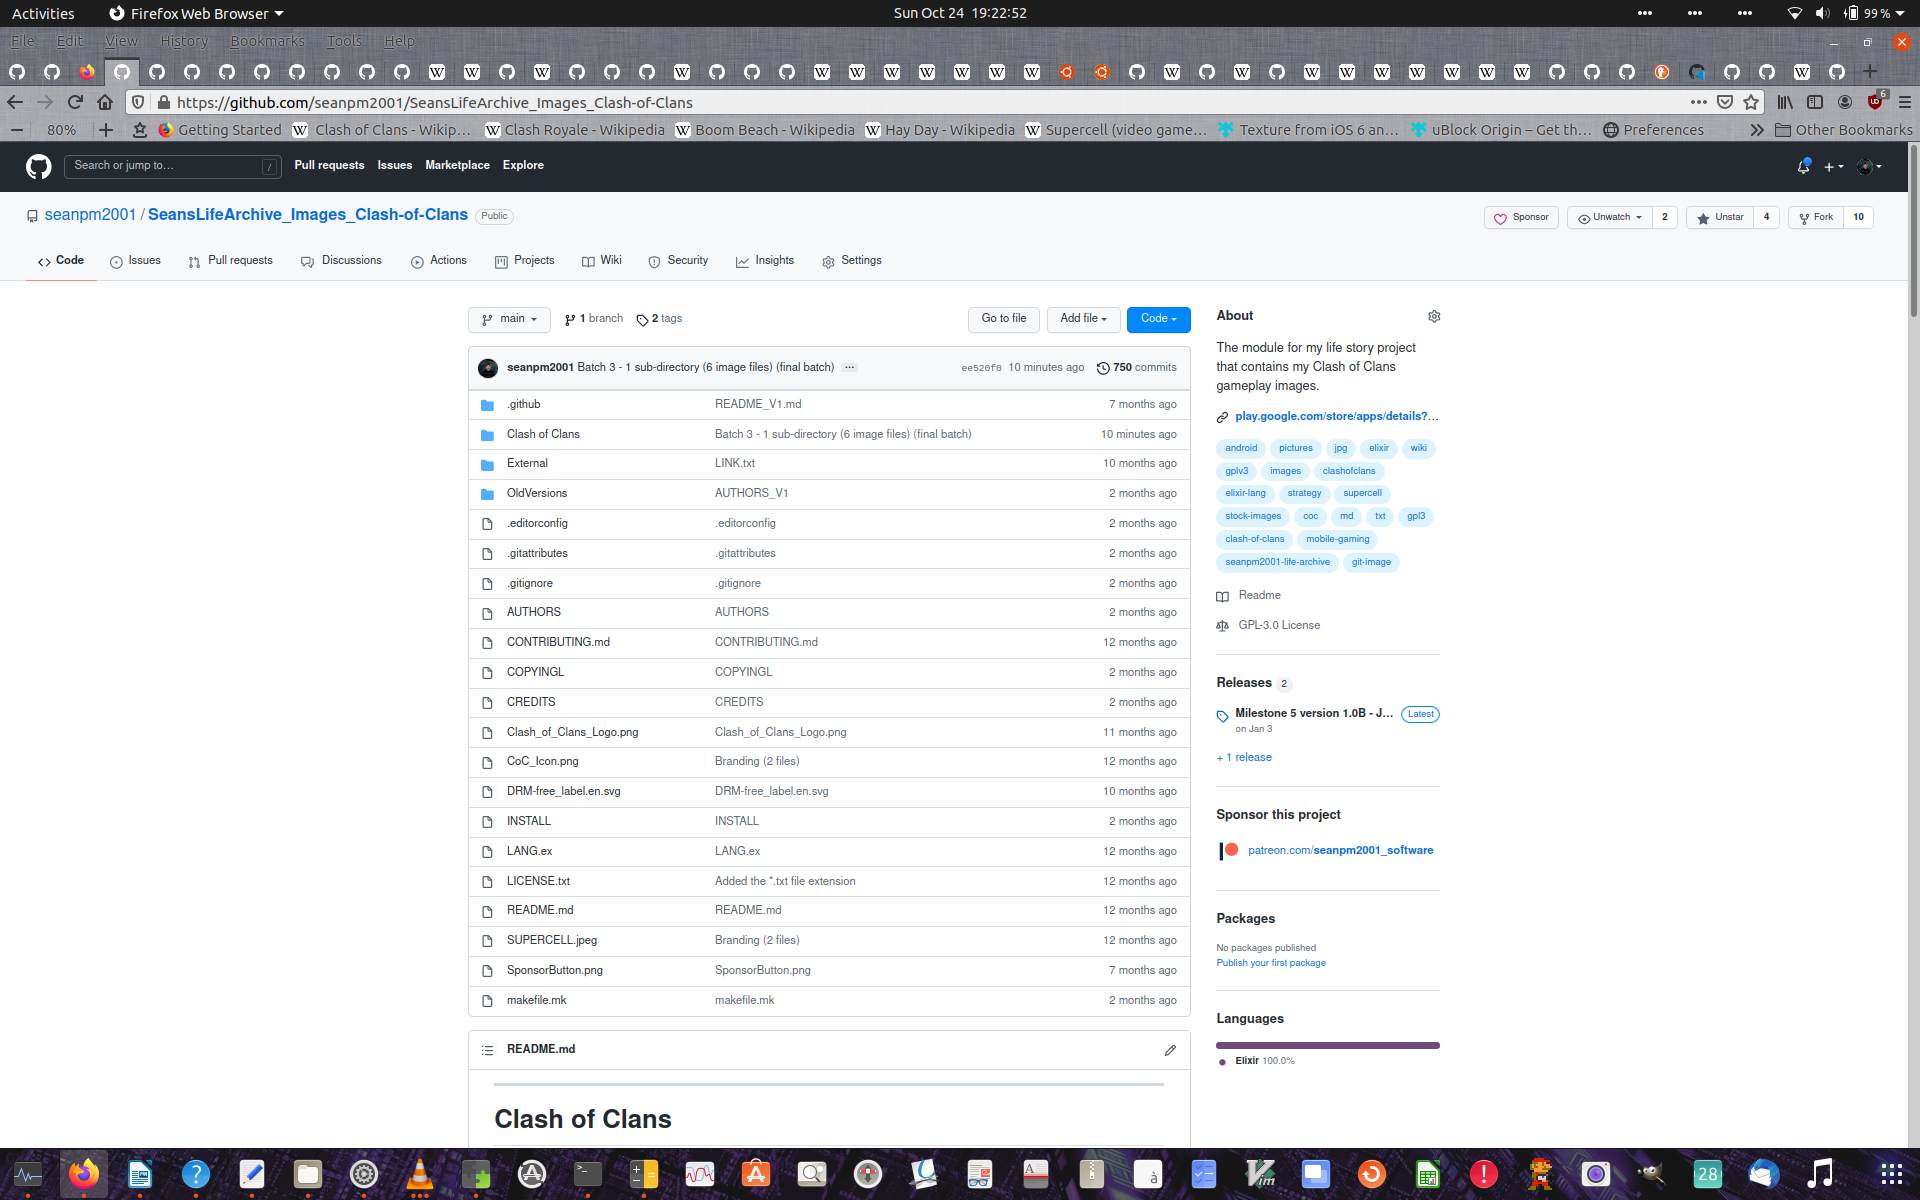 Activities Firefox Web Browser Sun Oct 24 19:22:52 99 %
File Edit View History Bookmarks Tools Help
https://github.com/seanpm2001/SeansLifeArchive_Images_Clash-of-Clans 6
80% Getting Started Clash of Clans - Wikip… Clash Royale - Wikipedia Boom Beach - Wikipedia Hay Day - Wikipedia Supercell (video game… Texture from iOS 6 an… uBlock Origin – Get th… Preferences Other Bookmarks
Search or jump to… / Pull requests Issues Marketplace Explore
seanpm2001 / SeansLifeArchive_Images_Clash-of-Clans Public Sponsor Unwatch 2 Unstar 4 Fork 10
Code Issues Pull requests Discussions Actions Projects Wiki Security Insights Settings
main 1 branch 2 tags Go to file Add file Code
seanpm2001 Batch 3 - 1 sub-directory (6 image files) (final batch) ··· ee520f0 10 minutes ago 750 commits
.github README_V1.md 7 months ago
Clash of Clans Batch 3 - 1 sub-directory (6 image files) (final batch) 10 minutes ago
External LINK.txt 10 months ago
OldVersions AUTHORS_V1 2 months ago
.editorconfig .editorconfig 2 months ago
.gitattributes .gitattributes 2 months ago
.gitignore .gitignore 2 months ago
AUTHORS AUTHORS 2 months ago
CONTRIBUTING.md CONTRIBUTING.md 12 months ago
COPYINGL COPYINGL 2 months ago
CREDITS CREDITS 2 months ago
Clash_of_Clans_Logo.png Clash_of_Clans_Logo.png 11 months ago
CoC_Icon.png Branding (2 files) 12 months ago
DRM-free_label.en.svg DRM-free_label.en.svg 10 months ago
INSTALL INSTALL 2 months ago
LANG.ex LANG.ex 12 months ago
LICENSE.txt Added the *.txt file extension 12 months ago
README.md README.md 12 months ago
SUPERCELL.jpeg Branding (2 files) 12 months ago
SponsorButton.png SponsorButton.png 7 months ago
makefile.mk makefile.mk 2 months ago
README.md
Clash of Clans
About
The module for my life story project
that contains my Clash of Clans
gameplay images.
play.google.com/store/apps/details?…
android pictures jpg elixir wiki
gplv3 images clashofclans
elixir-lang strategy supercell
stock-images coc md txt gpl3
clash-of-clans mobile-gaming
seanpm2001-life-archive git-image
Readme
GPL-3.0 License
Releases 2
Milestone 5 version 1.0B - J… Latest
on Jan 3
+ 1 release
Sponsor this project
patreon.com/seanpm2001_software
Packages
No packages published
Publish your first package
Languages
Elixir 100.0%
28